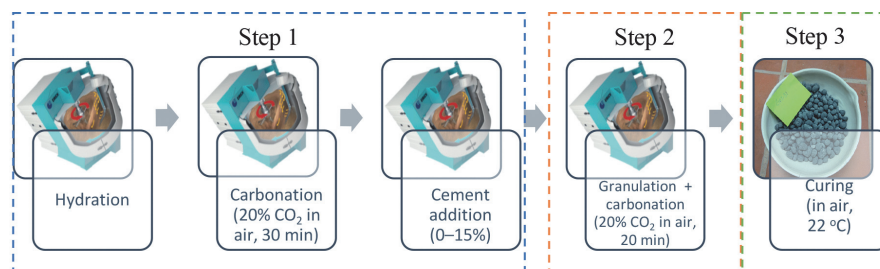 Step 1
Step 2
Step 3
Hydration
Carbonation
(20% CO₂ in
air, 30 min)
Cement
addition
(0–15%)
Granulation +
carbonation
(20% CO₂ in air,
20 min)
Curing
(in air,
22 °C)